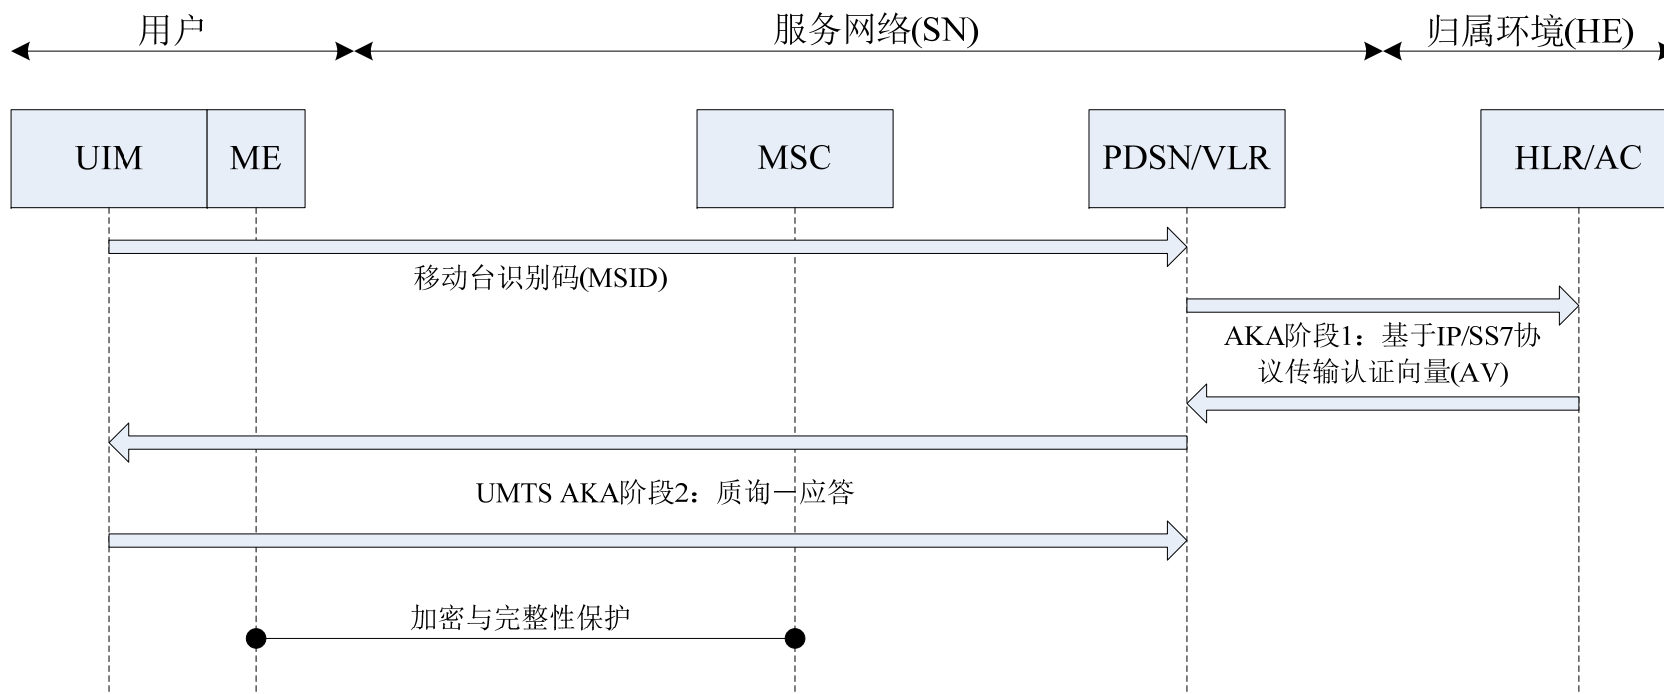 用户
服务网络(SN)
归属环境(HE)
UIM
ME
MSC
PDSN/VLR
HLR/AC
移动台识别码(MSID)
AKA阶段1：基于IP/SS7协
议传输认证向量(AV)
UMTS AKA阶段2：质询－应答
加密与完整性保护